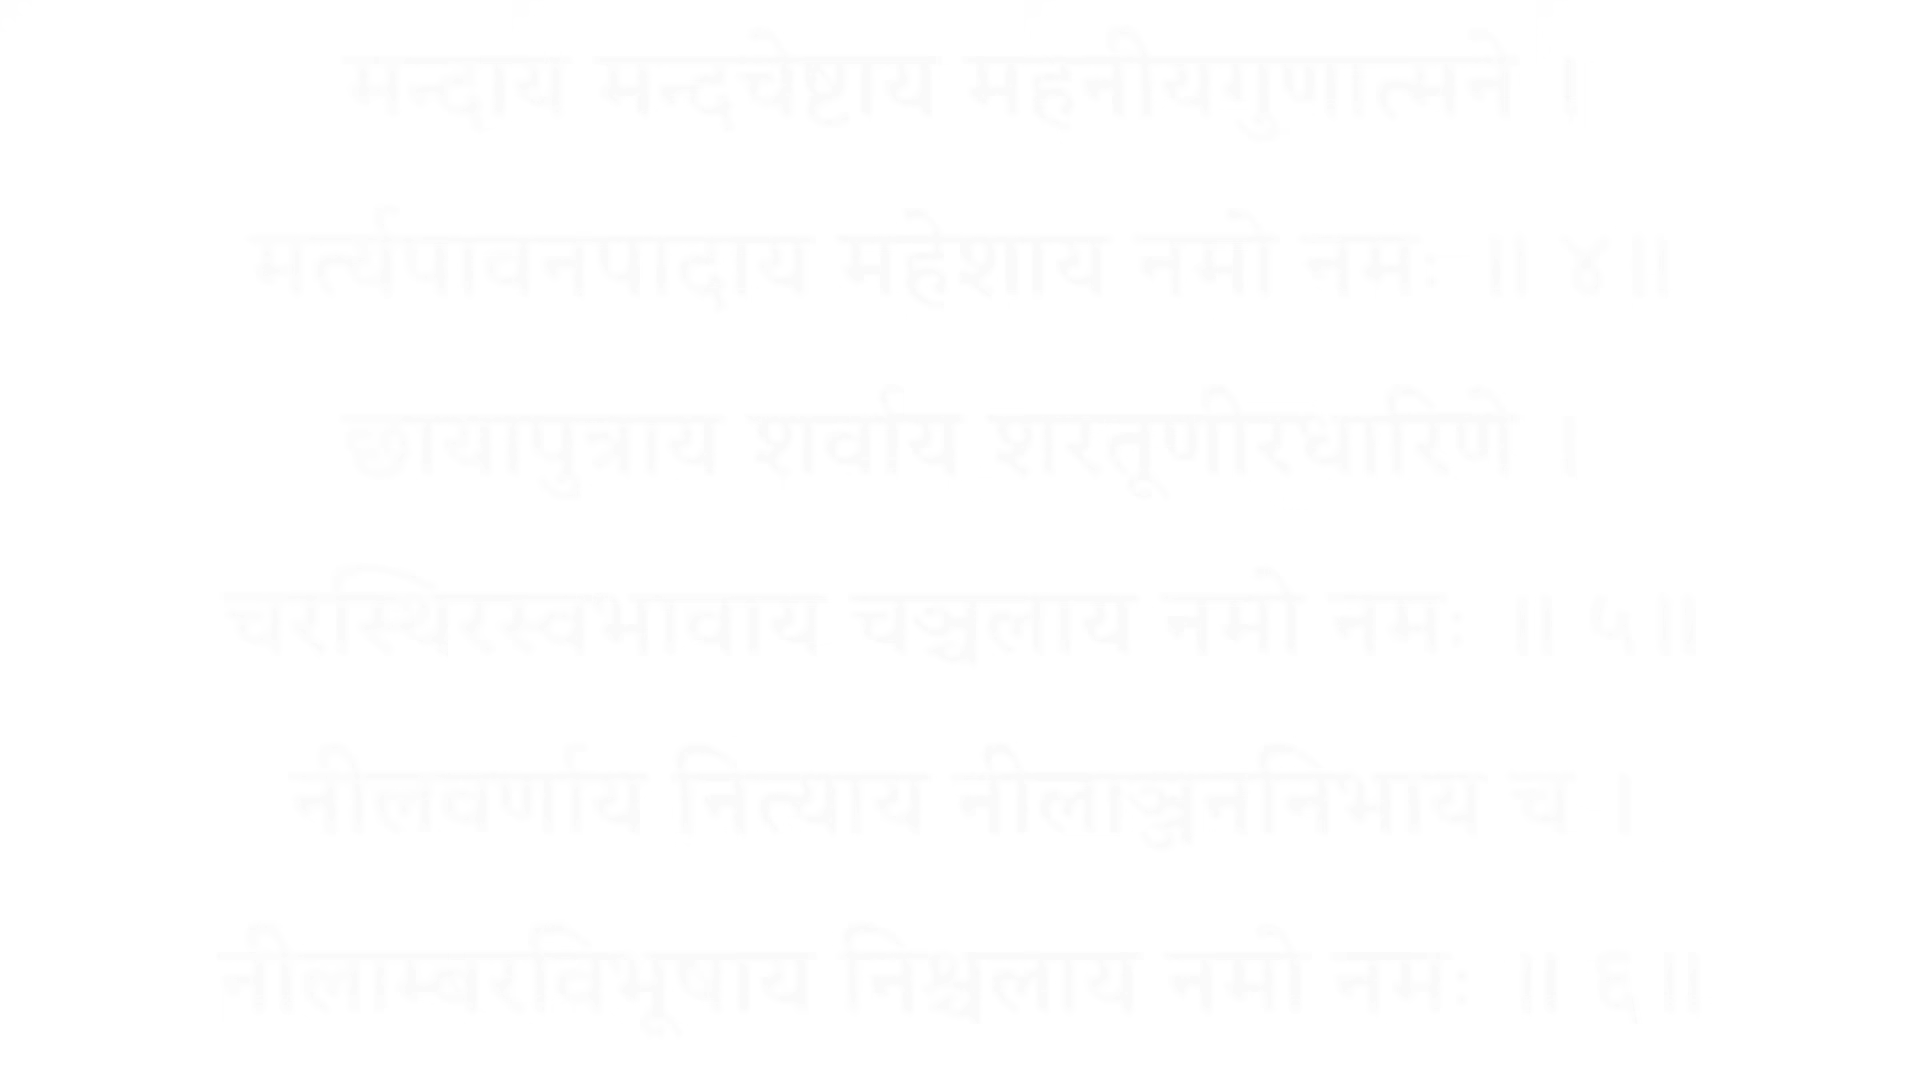 मन्दाय मन्दचेष्टाय महनीयगुणात्मने ।
मर्त्यपावनपादाय महेशाय नमो नमः ॥ ४॥
छायापुत्राय शर्वाय शरतूणीरधारिणे ।
चरस्थिरस्वभावाय चञ्चलाय नमो नमः ॥ ५॥
नीलवर्णाय नित्याय नीलाञ्जननिभाय च ।
नीलाम्बरविभूषाय निश्चलाय नमो नमः ॥ ६॥